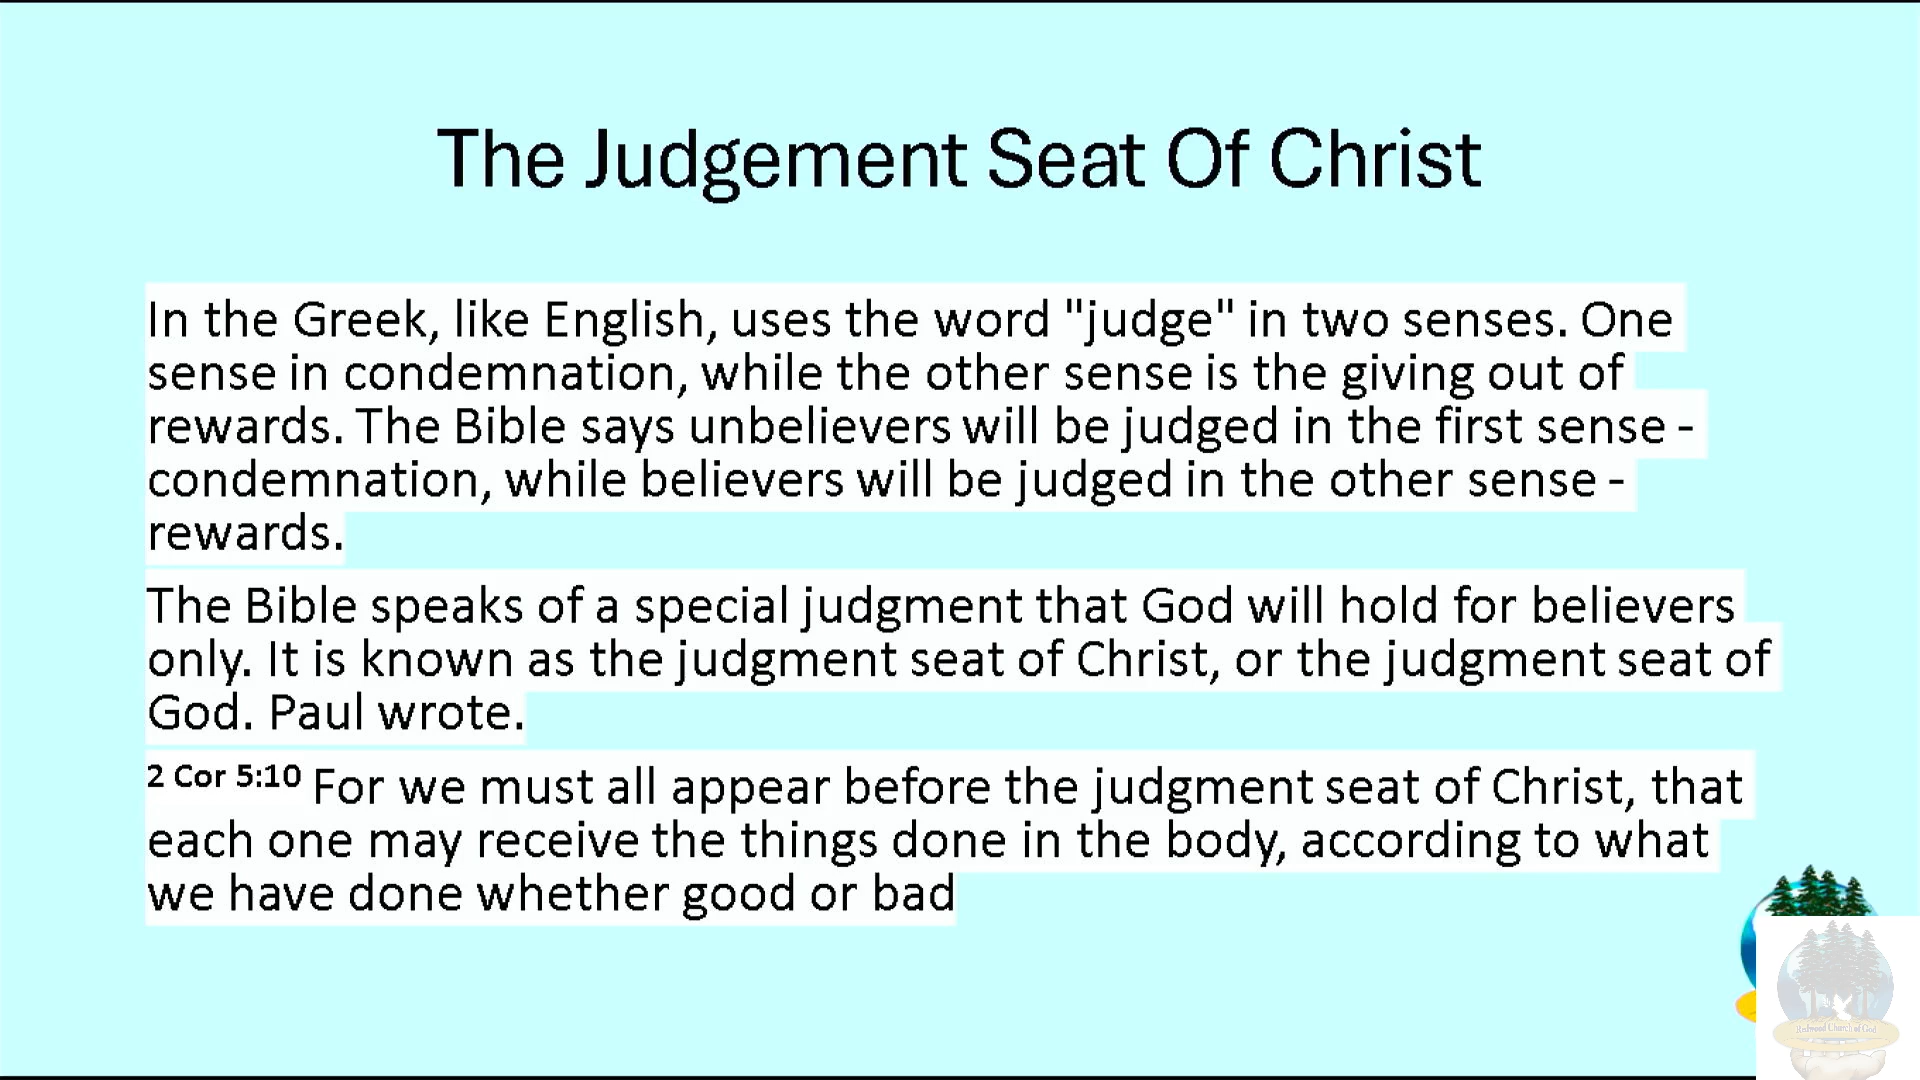 The Judgement Seat Of Christ
In the Greek, like English, uses the word "judge" in two senses. One
sense in condemnation, while the other sense is the giving out of
rewards. The Bible says unbelievers will be judged in the first sense -
condemnation, while believers will be judged in the other sense -
rewards.
The Bible speaks of a special judgment that God will hold for believers
only. It is known as the judgment seat of Christ, or the judgment seat of
God. Paul wrote.
2 Cor 5:10 For we must all appear before the judgment seat of Christ, that
each one may receive the things done in the body, according to what
we have done whether good or bad
Redwood Church of God